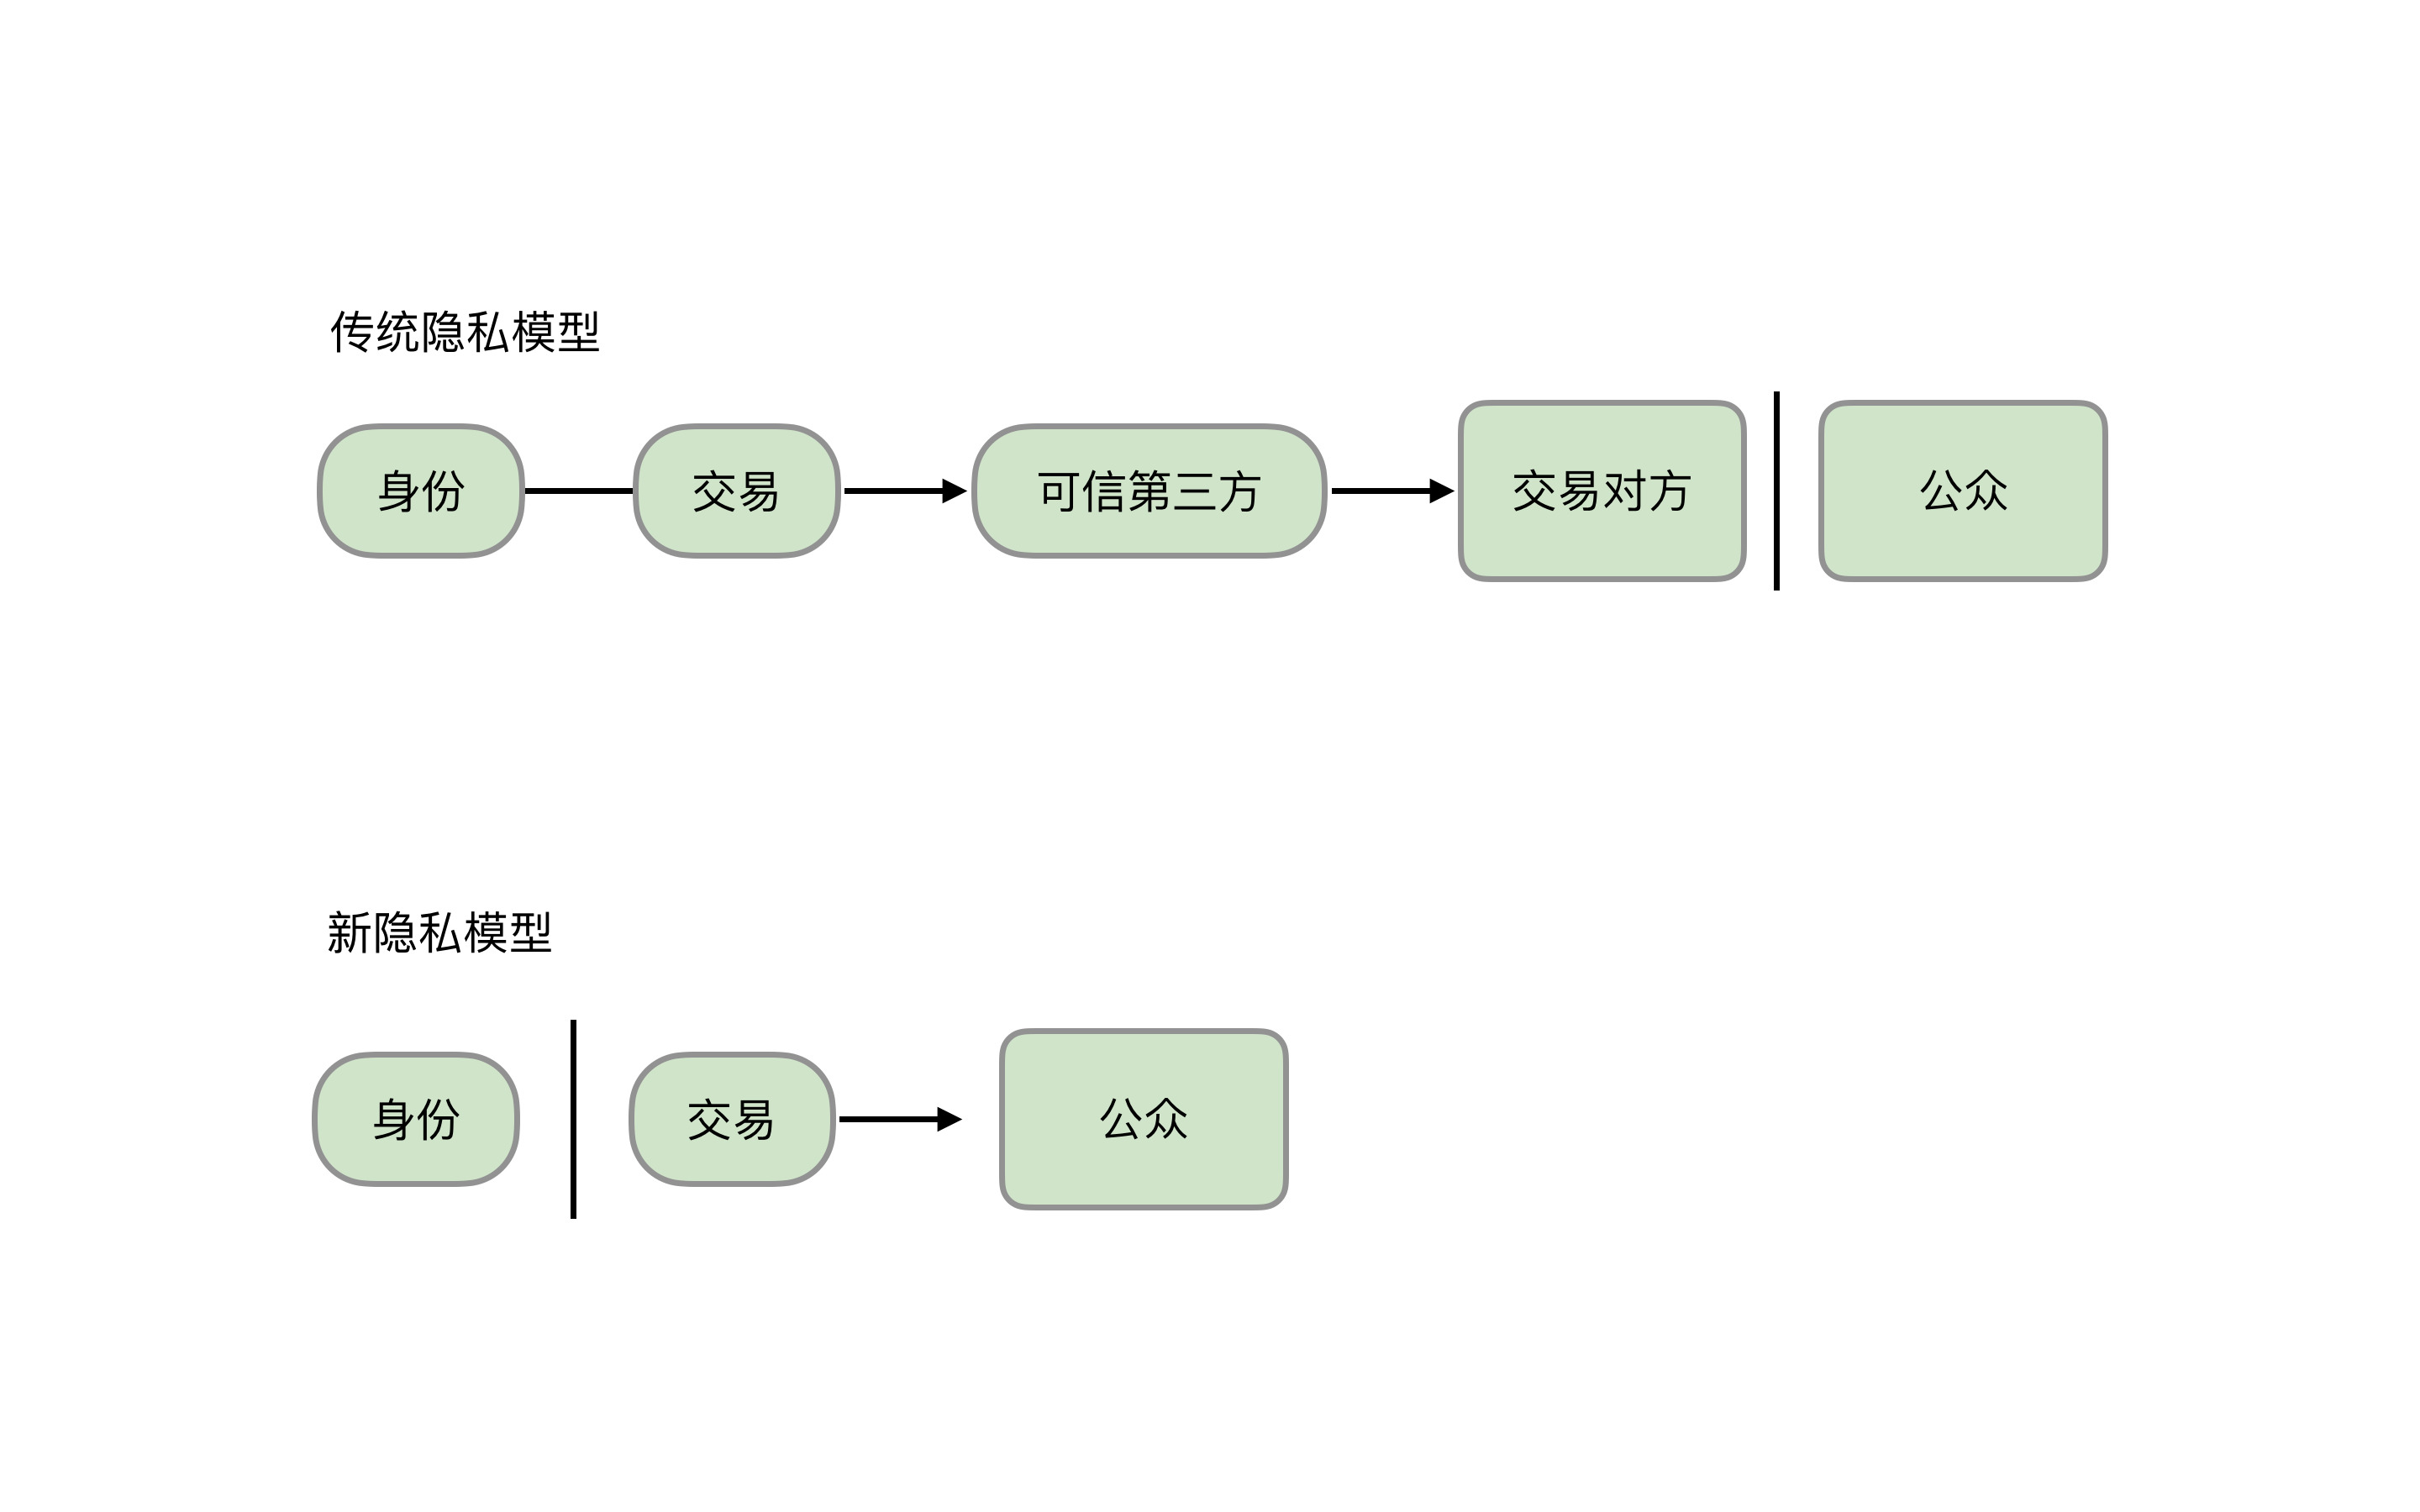 传统隐私模型
身份 交易 可信第三方 交易对方 公众
新隐私模型
身份 交易 公众